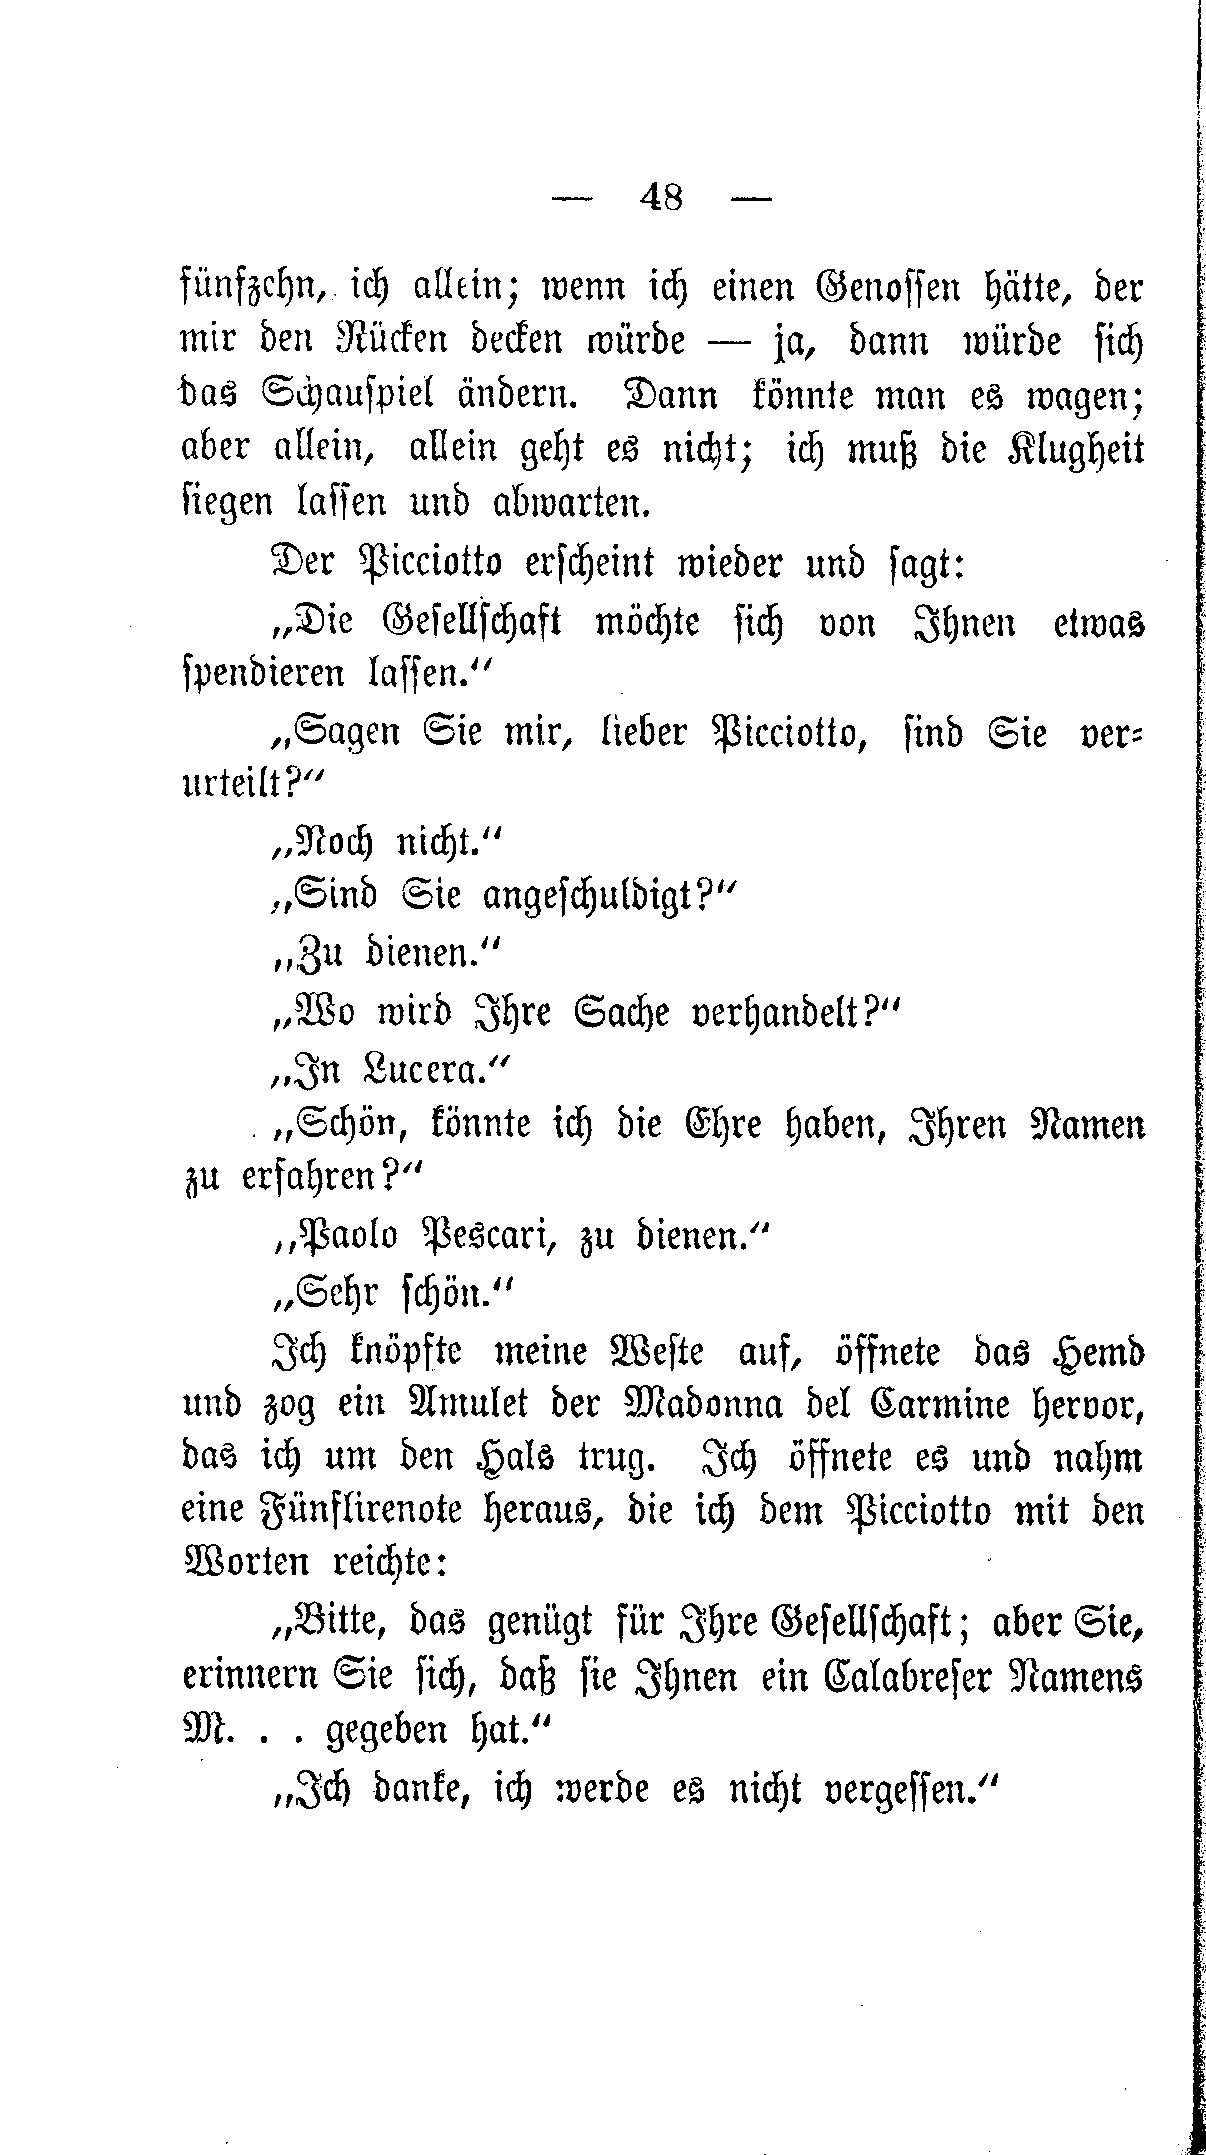 — 48 —
fünfzehn, ich allein; wenn ich einen Genossen hätte, der
mir den Rücken decken würde — ja, dann würde sich
das Schauspiel ändern. Dann könnte man es wagen;
aber allein, allein geht es nicht; ich muß die Klugheit
siegen lassen und abwarten.
Der Picciotto erscheint wieder und sagt:
„Die Gesellschaft möchte sich von Ihnen etwas
spendieren lassen.“
„Sagen Sie mir, lieber Picciotto, sind Sie ver-
urteilt?“
„Noch nicht.“
„Sind Sie angeschuldigt?“
„Zu dienen.“
„Wo wird Ihre Sache verhandelt?“
„In Lucera.“
„Schön, könnte ich die Ehre haben, Ihren Namen
zu erfahren?“
„Paolo Pescari, zu dienen.“
„Sehr schön.“
Ich knöpfte meine Weste auf, öffnete das Hemd
und zog ein Amulet der Madonna del Carmine hervor,
das ich um den Hals trug. Ich öffnete es und nahm
eine Fünflirenote heraus, die ich dem Picciotto mit den
Worten reichte:
„Bitte, das genügt für Ihre Gesellschaft; aber Sie,
erinnern Sie sich, daß sie Ihnen ein Calabreser Namens
M. . . gegeben hat.“
„Ich danke, ich werde es nicht vergessen.“